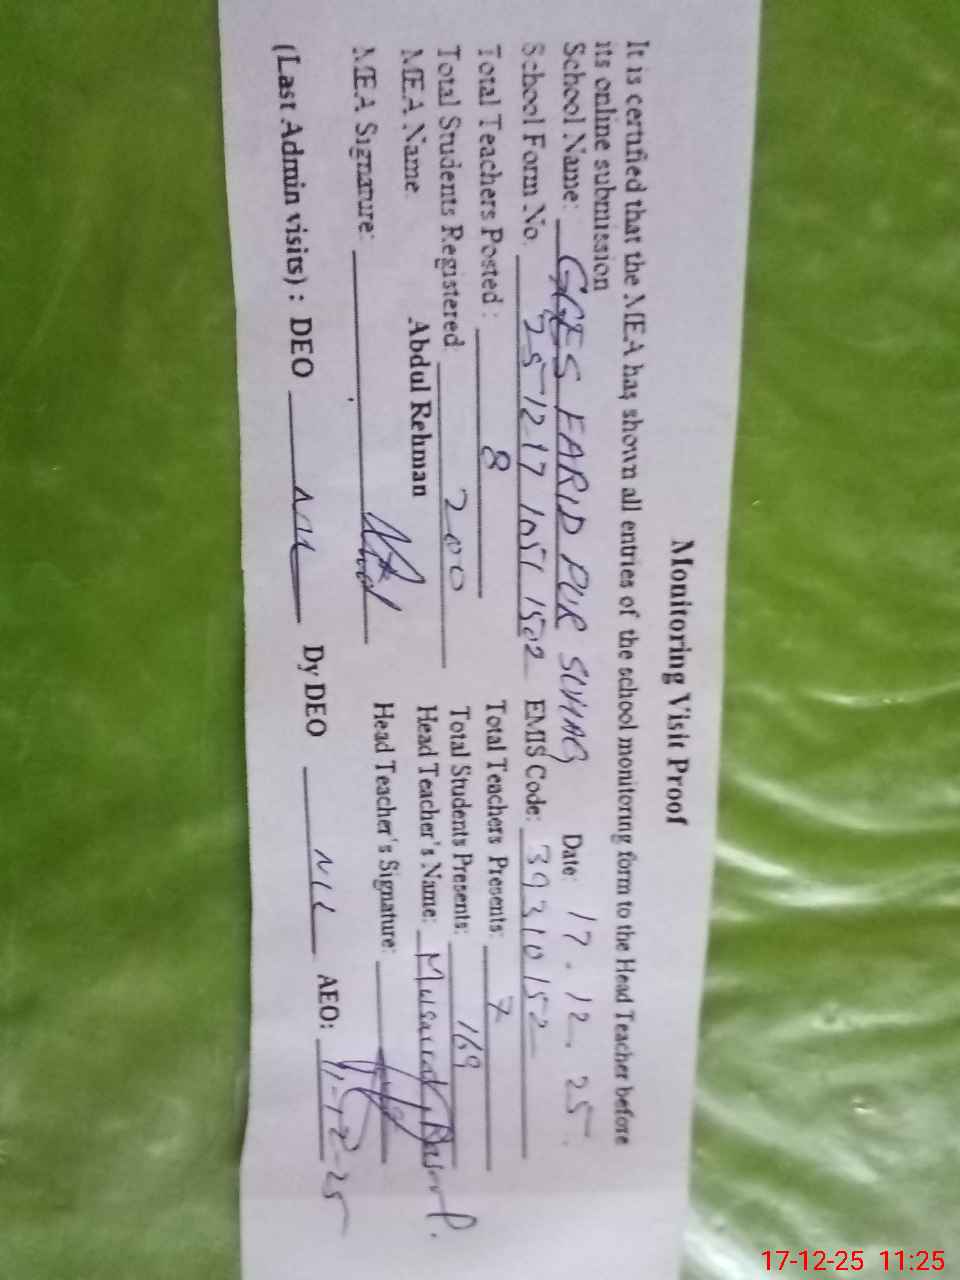 Monitoring Visit Proof
It is certified that the MEA has shown all entries of the school monitoring form to the Head Teacher before
its online submission
School Name: GGES FARID PUR SUHAG Date: 17.12.25
School Form No. 251217 1051 1502 EMIS Code: 39310152
Total Teachers Posted: 8 Total Teachers Presents: 7
Total Students Registered: 200 Total Students Presents: 169
MEA Name: Abdul Rehman Head Teacher's Name:
MEA Signature: Head Teacher's Signature:
(Last Admin visits) : DEO NIL Dy DEO NIL AEO: 11-12-25
17-12-25 11:25